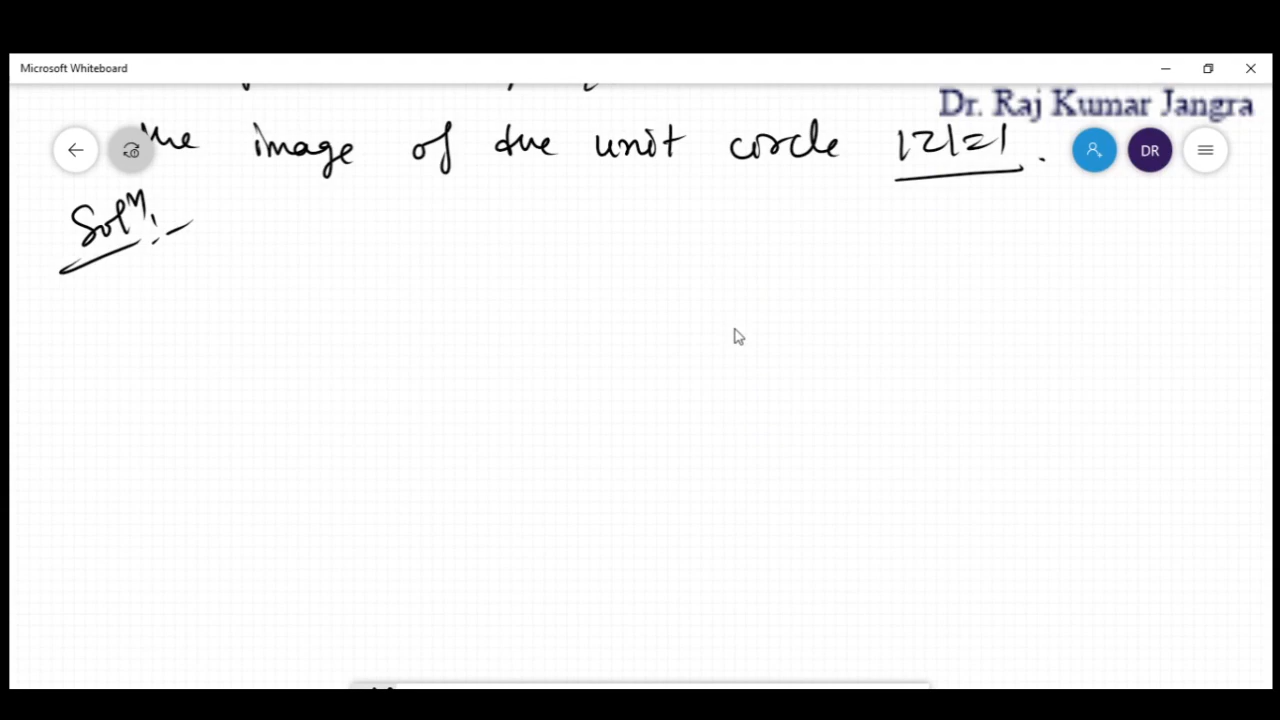 Microsoft Whiteboard
Dr. Raj Kumar Jangra
the image of the unit circle |z|=1.
DR
Solⁿ:-